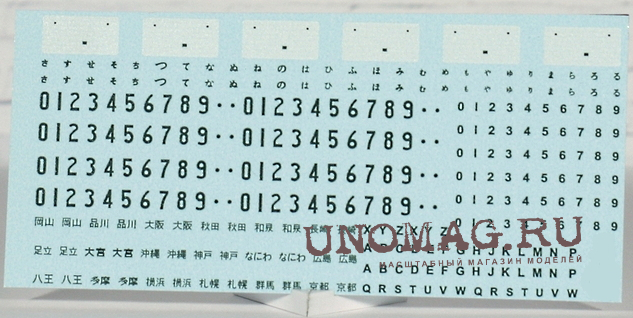 さ す せ そ ち つ て な ぬ ね の は ひ ふ ほ み む め も や ゆ り ま ら ろ る
さ す せ そ ち つ て な ぬ ね の は ひ ふ ほ み む め も や ゆ り ま ら ろ る
0123456789·· 0123456789·· 0 1 2 3 4 5 6 7 8 9
0123456789·· 0123456789·· 0 1 2 3 4 5 6 7 8 9
0123456789·· 0123456789·· 0 1 2 3 4 5 6 7 8 9
0123456789·· 0123456789·· 0 1 2 3 4 5 6 7 8 9
岡山 岡山 品川 品川 大阪 大阪 秋田 秋田 和泉 和泉 長崎 X Y Z X Z
UNOMAG.RU
足立 足立 大宮 大宮 沖縄 沖縄 神戸 神戸 なにわ なにわ 広島 広島 A G H J K L M N P
МАСШТАБНЫЙ МАГАЗИН МОДЕЛЕЙ
A B C D E F G H J K L M N P
八王 八王 多摩 多摩 横浜 横浜 札幌 札幌 群馬 群馬 京都 京都 Q R S T U V W Q R S T U V W